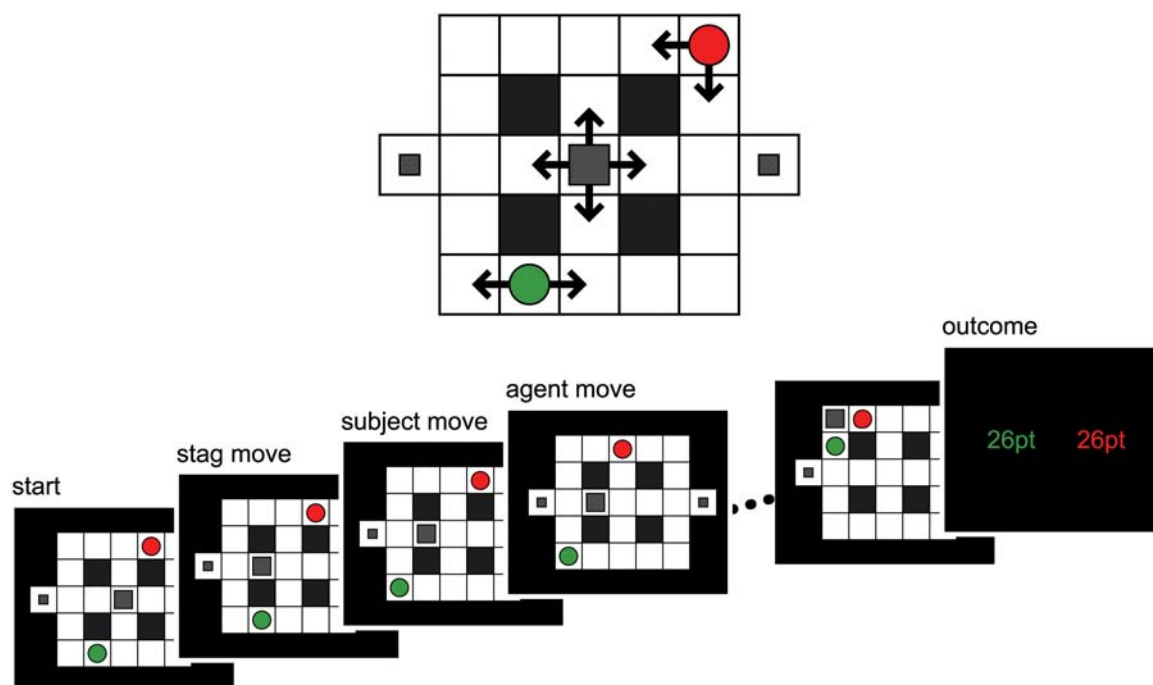 start
stag move
subject move
agent move
outcome
26pt 26pt